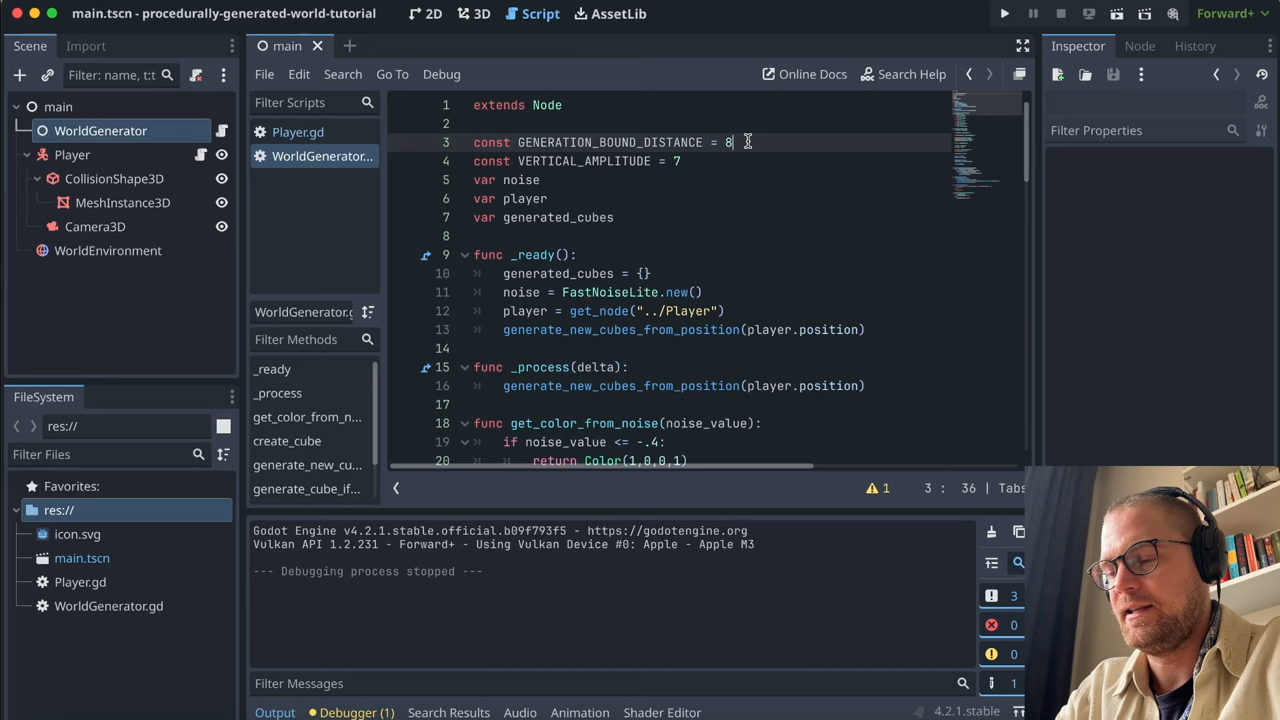 main.tscn - procedurally-generated-world-tutorial
2D
3D
Script
AssetLib
Forward+
Scene
Import
Filter: name, t:t
main
WorldGenerator
Player
CollisionShape3D
MeshInstance3D
Camera3D
WorldEnvironment
FileSystem
res://
Filter Files
Favorites:
res://
icon.svg
main.tscn
Player.gd
WorldGenerator.gd
main
File Edit Search Go To Debug
Online Docs
Search Help
Filter Scripts
Player.gd
WorldGenerator...
WorldGenerator.g
Filter Methods
_ready
_process
get_color_from_n...
create_cube
generate_new_cu...
generate_cube_if...
1 extends Node
2
3 const GENERATION_BOUND_DISTANCE = 8
4 const VERTICAL_AMPLITUDE = 7
5 var noise
6 var player
7 var generated_cubes
8
9 func _ready():
10 generated_cubes = {}
11 noise = FastNoiseLite.new()
12 player = get_node("../Player")
13 generate_new_cubes_from_position(player.position)
14
15 func _process(delta):
16 generate_new_cubes_from_position(player.position)
17
18 func get_color_from_noise(noise_value):
19 if noise_value <= -.4:
20 return Color(1,0,0,1)
1
3 : 36 | Tabs
Godot Engine v4.2.1.stable.official.b09f793f5 - https://godotengine.org
Vulkan API 1.2.231 - Forward+ - Using Vulkan Device #0: Apple - Apple M3
--- Debugging process stopped ---
3
0
0
1
Filter Messages
Output
Debugger (1)
Search Results
Audio
Animation
Shader Editor
4.2.1.stable
Inspector
Node
History
Filter Properties